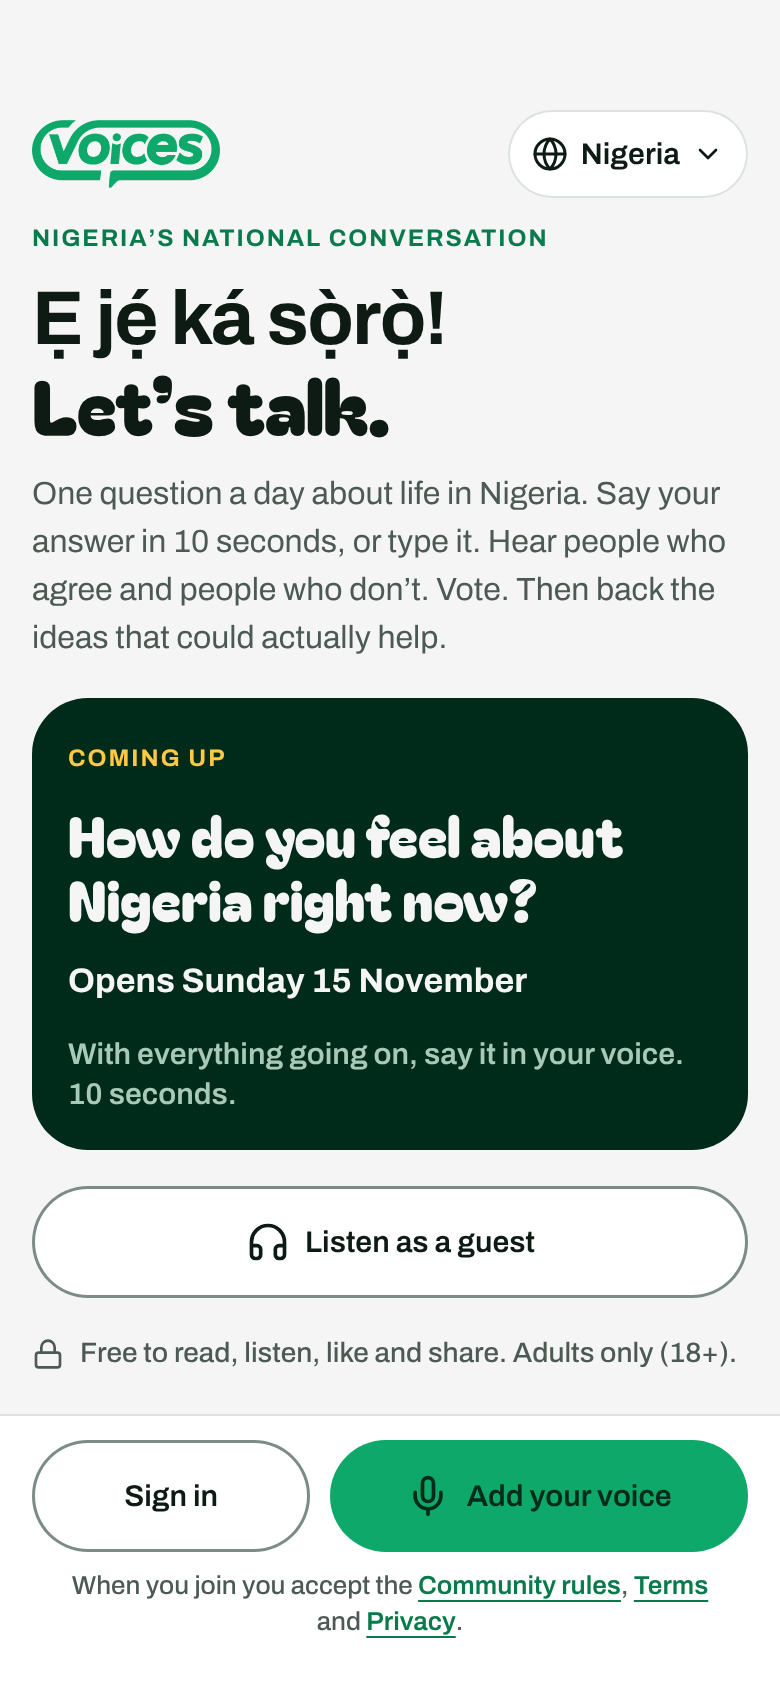 Voices
Nigeria
NIGERIA’S NATIONAL CONVERSATION
Ẹ jẹ́ ká sọ̀rọ̀!
Let’s talk.
One question a day about life in Nigeria. Say your
answer in 10 seconds, or type it. Hear people who
agree and people who don’t. Vote. Then back the
ideas that could actually help.
COMING UP
How do you feel about
Nigeria right now?
Opens Sunday 15 November
With everything going on, say it in your voice.
10 seconds.
Listen as a guest
Free to read, listen, like and share. Adults only (18+).
Sign in
Add your voice
When you join you accept the Community rules, Terms
and Privacy.